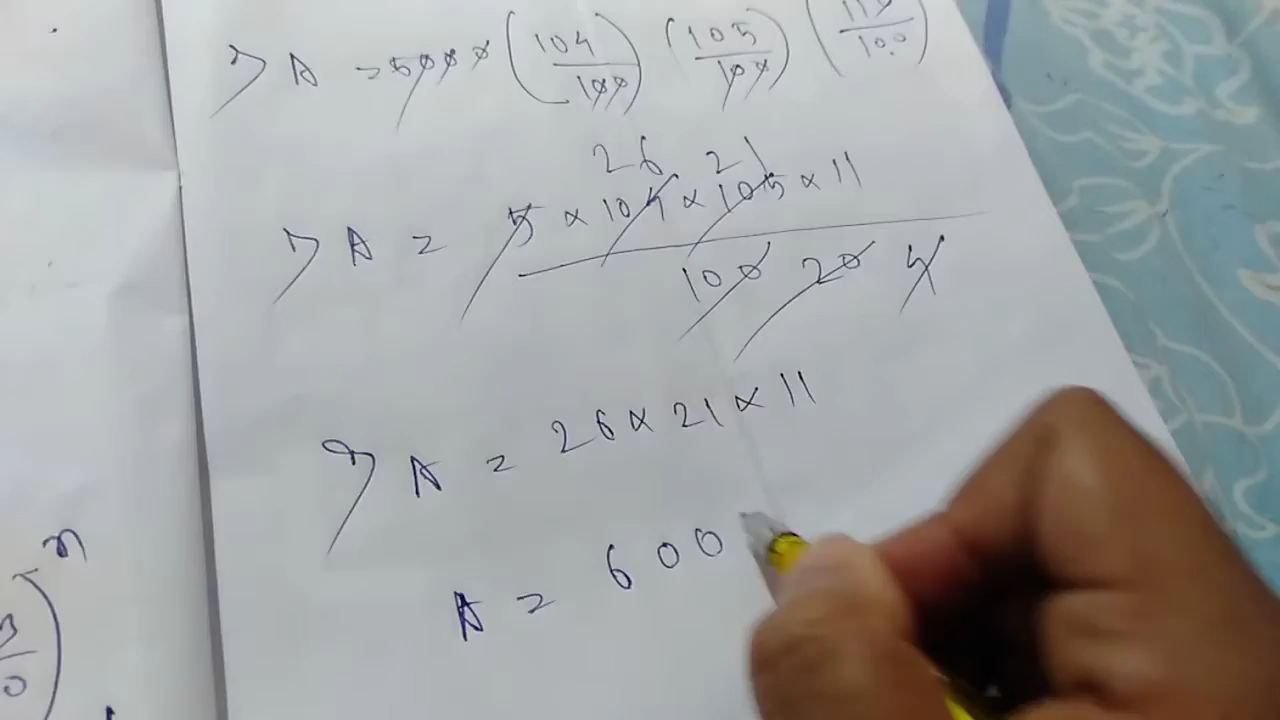 ⇒ A = 5000 (104/100) (105/100) (110/100)
26 21
⇒ A = 5 × 104 × 105 × 11
100 20 4
⇒ A = 26 × 21 × 11
A = 600
n